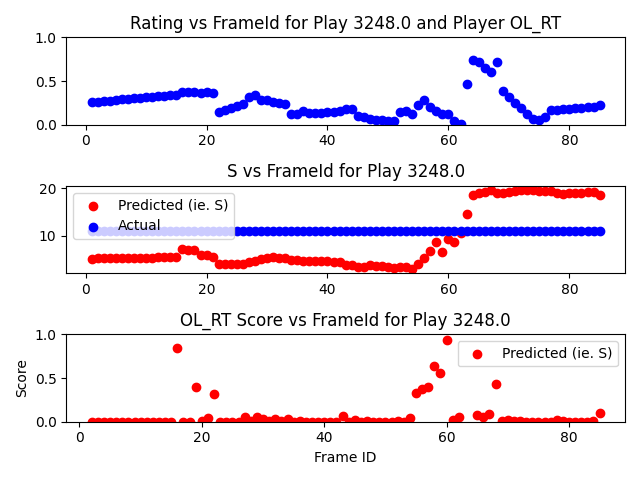 Rating vs FrameId for Play 3248.0 and Player OL_RT
1.0
0.5
0.0
0 20 40 60 80
S vs FrameId for Play 3248.0
20
10
Predicted (ie. S)
Actual
0 20 40 60 80
OL_RT Score vs FrameId for Play 3248.0
1.0
0.5
0.0
Score
Predicted (ie. S)
0 20 40 60 80
Frame ID